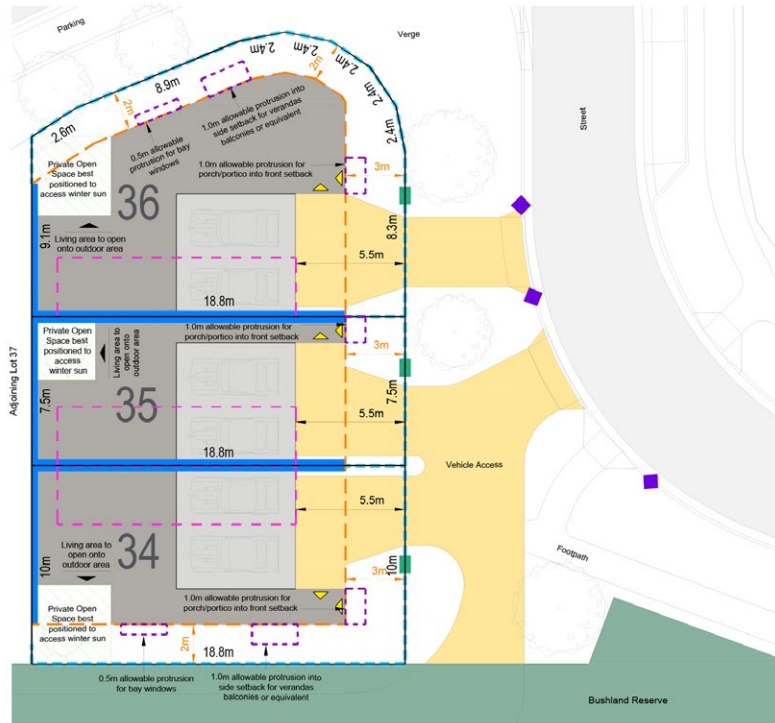 Parking
Verge
2.4m
2.4m
2.4m
2.4m
2.4m
2m
8.9m
2m
2.6m
0.5m allowable
protrusion for bay
windows
1.0m allowable protrusion into
side setback for verandas
balconies or equivalent
Street
Private Open
Space best
positioned to
access winter sun
36
1.0m allowable protrusion for
porch/portico into front setback
3m
Living area to open
onto outdoor area
9.1m
8.3m
5.5m
18.8m
Adjoining Lot 37
Private Open
Space best
positioned to
access
winter sun
Living area to
open onto
outdoor area
1.0m allowable protrusion for
porch/portico into front setback
3m
35
7.5m
7.5m
5.5m
18.8m
Vehicle Access
5.5m
Living area to
open onto
outdoor area
34
10m
10m
Footpath
3m
1.0m allowable protrusion for
porch/portico into front setback
Private Open
Space best
positioned to
access winter sun
2m
18.8m
0.5m allowable protrusion
for bay windows
1.0m allowable protrusion into
side setback for verandas
balconies or equivalent
Bushland Reserve